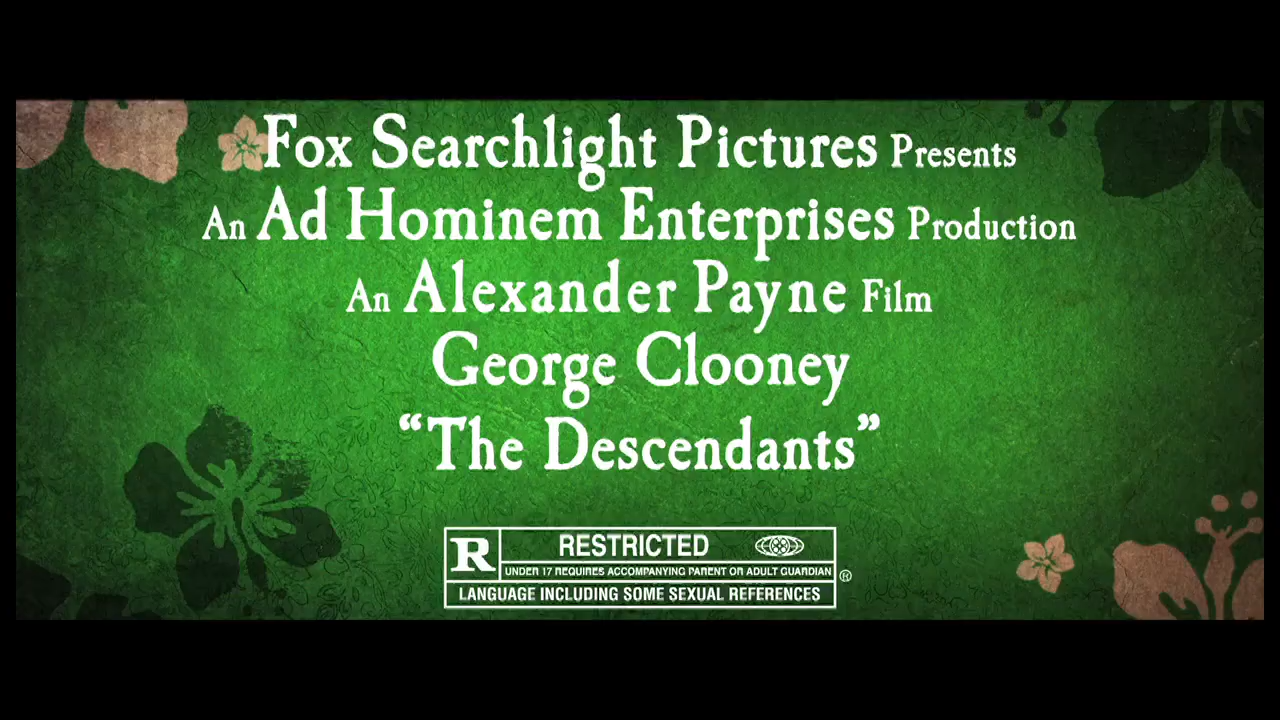 Fox Searchlight Pictures Presents
An Ad Hominem Enterprises Production
An Alexander Payne Film
George Clooney
“The Descendants”
R RESTRICTED
UNDER 17 REQUIRES ACCOMPANYING PARENT OR ADULT GUARDIAN ®
LANGUAGE INCLUDING SOME SEXUAL REFERENCES